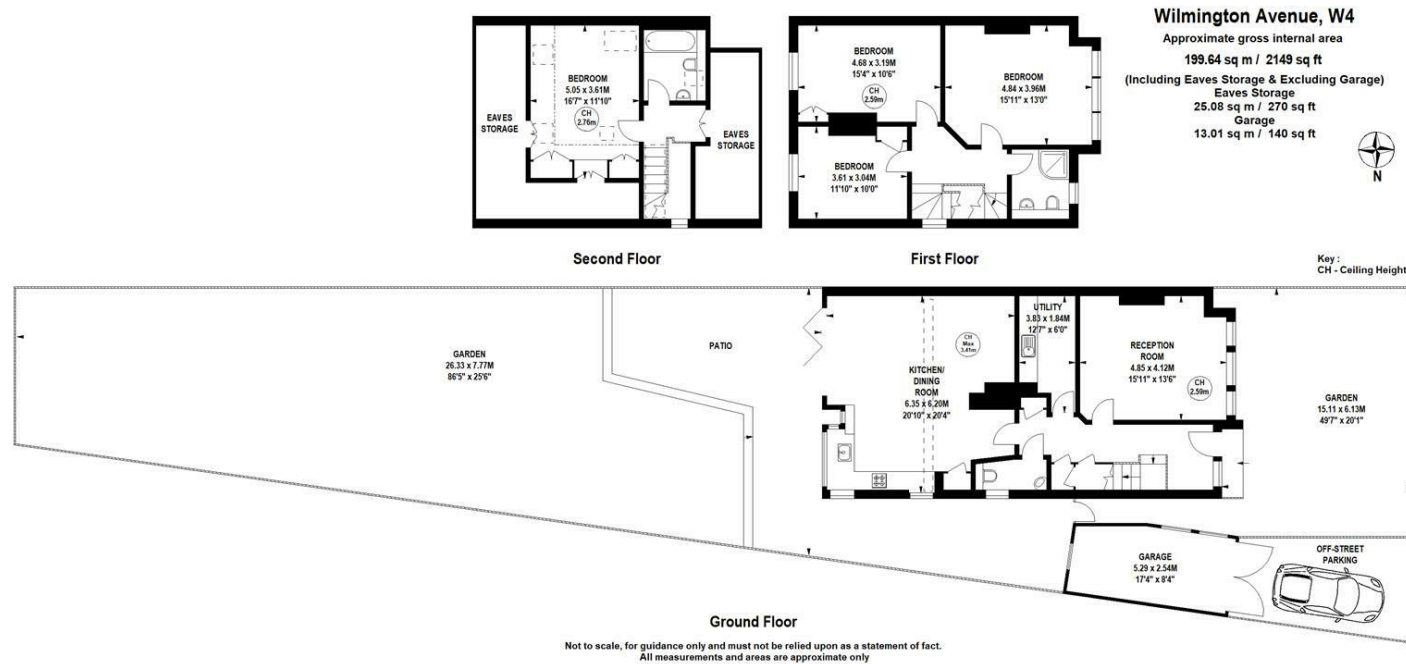 Wilmington Avenue, W4
Approximate gross internal area
199.64 sq m / 2149 sq ft
(Including Eaves Storage & Excluding Garage)
Eaves Storage
25.08 sq m / 270 sq ft
Garage
13.01 sq m / 140 sq ft
N
EAVES
STORAGE
BEDROOM
5.05 x 3.61M
16'7" x 11'10"
CH
2.76m
EAVES
STORAGE
Second Floor
BEDROOM
4.68 x 3.19M
15'4" x 10'6"
CH
2.59m
BEDROOM
4.84 x 3.96M
15'11" x 13'0"
BEDROOM
3.61 x 3.04M
11'10" x 10'0"
First Floor
Key :
CH - Ceiling Height
GARDEN
26.33 x 7.77M
86'5" x 25'6"
PATIO
KITCHEN/
DINING
ROOM
6.35 x 6.20M
20'10" x 20'4"
CH
Max
3.41m
UTILITY
3.83 x 1.84M
12'7" x 6'0"
RECEPTION
ROOM
4.85 x 4.12M
15'11" x 13'6"
CH
2.59m
GARDEN
15.11 x 6.13M
49'7" x 20'1"
GARAGE
5.29 x 2.54M
17'4" x 8'4"
OFF-STREET
PARKING
Ground Floor
Not to scale, for guidance only and must not be relied upon as a statement of fact.
All measurements and areas are approximate only